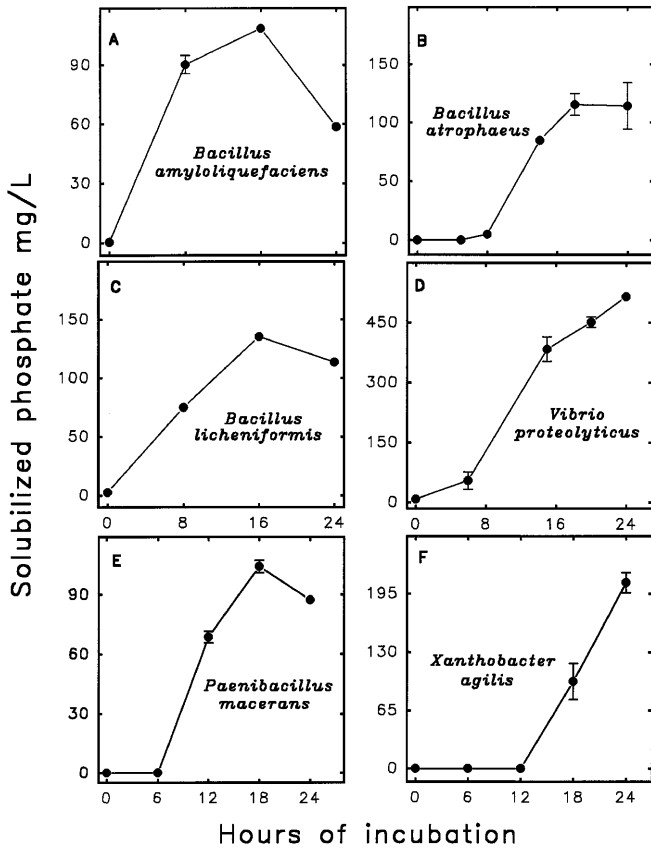 Solubilized phosphate mg/L
A
90
60
30
0
Bacillus
amyloliquefaciens
B
150
100
50
0
Bacillus
atrophaeus
C
150
100
50
0
0 8 16 24
Bacillus
licheniformis
D
450
300
150
0
0 8 16 24
Vibrio
proteolyticus
E
90
60
30
0
0 6 12 18 24
Paenibacillus
macerans
F
195
130
65
0
0 6 12 18 24
Xanthobacter
agilis
Hours of incubation